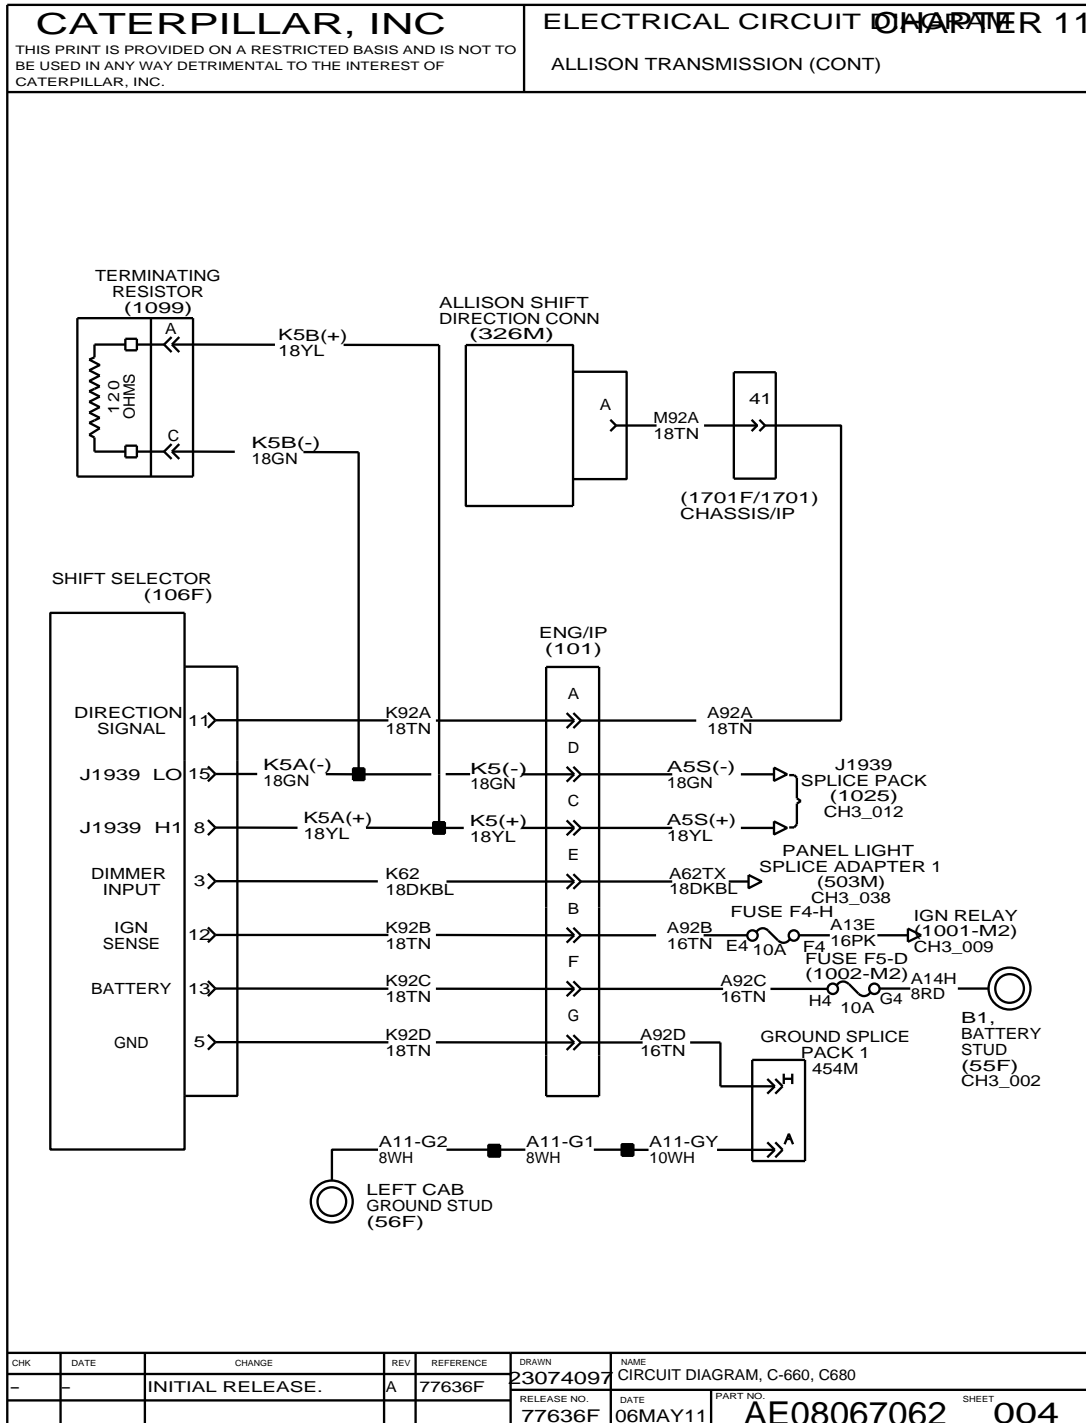 CATERPILLAR, INC
THIS PRINT IS PROVIDED ON A RESTRICTED BASIS AND IS NOT TO
BE USED IN ANY WAY DETRIMENTAL TO THE INTEREST OF
CATERPILLAR, INC.
ELECTRICAL CIRCUIT DIAGRAM
CHAPTER 11
ALLISON TRANSMISSION (CONT)
TERMINATING
RESISTOR
(1099)
A
120
OHMS
C
K5B(+)
18YL
K5B(-)
18GN
ALLISON SHIFT
DIRECTION CONN
(326M)
A
M92A
18TN
41
(1701F/1701)
CHASSIS/IP
SHIFT SELECTOR
(106F)
ENG/IP
(101)
A
DIRECTION
SIGNAL
11
K92A
18TN
A92A
18TN
D
J1939 LO
15
K5A(-)
18GN
K5(-)
18GN
A5S(-)
18GN
J1939
SPLICE PACK
(1025)
CH3_012
C
J1939 H1
8
K5A(+)
18YL
K5(+)
18YL
A5S(+)
18YL
E
DIMMER
INPUT
3
K62
18DKBL
A62TX
18DKBL
PANEL LIGHT
SPLICE ADAPTER 1
(503M)
CH3_038
B
IGN
SENSE
12
K92B
18TN
A92B
16TN
FUSE F4-H
E4
10A
F4
A13E
16PK
IGN RELAY
(1001-M2)
CH3_009
F
BATTERY
13
K92C
18TN
A92C
16TN
FUSE F5-D
(1002-M2)
H4
10A
G4
A14H
8RD
B1,
BATTERY
STUD
(55F)
CH3_002
G
GND
5
K92D
18TN
A92D
16TN
GROUND SPLICE
PACK 1
454M
H
A
A11-G2
8WH
A11-G1
8WH
A11-GY
10WH
LEFT CAB
GROUND STUD
(56F)
CHK
DATE
CHANGE
REV
REFERENCE
DRAWN
23074097
NAME
CIRCUIT DIAGRAM, C-660, C680
–
–
INITIAL RELEASE.
A
77636F
RELEASE NO.
77636F
DATE
06MAY11
PART NO.
AE08067062
SHEET
004